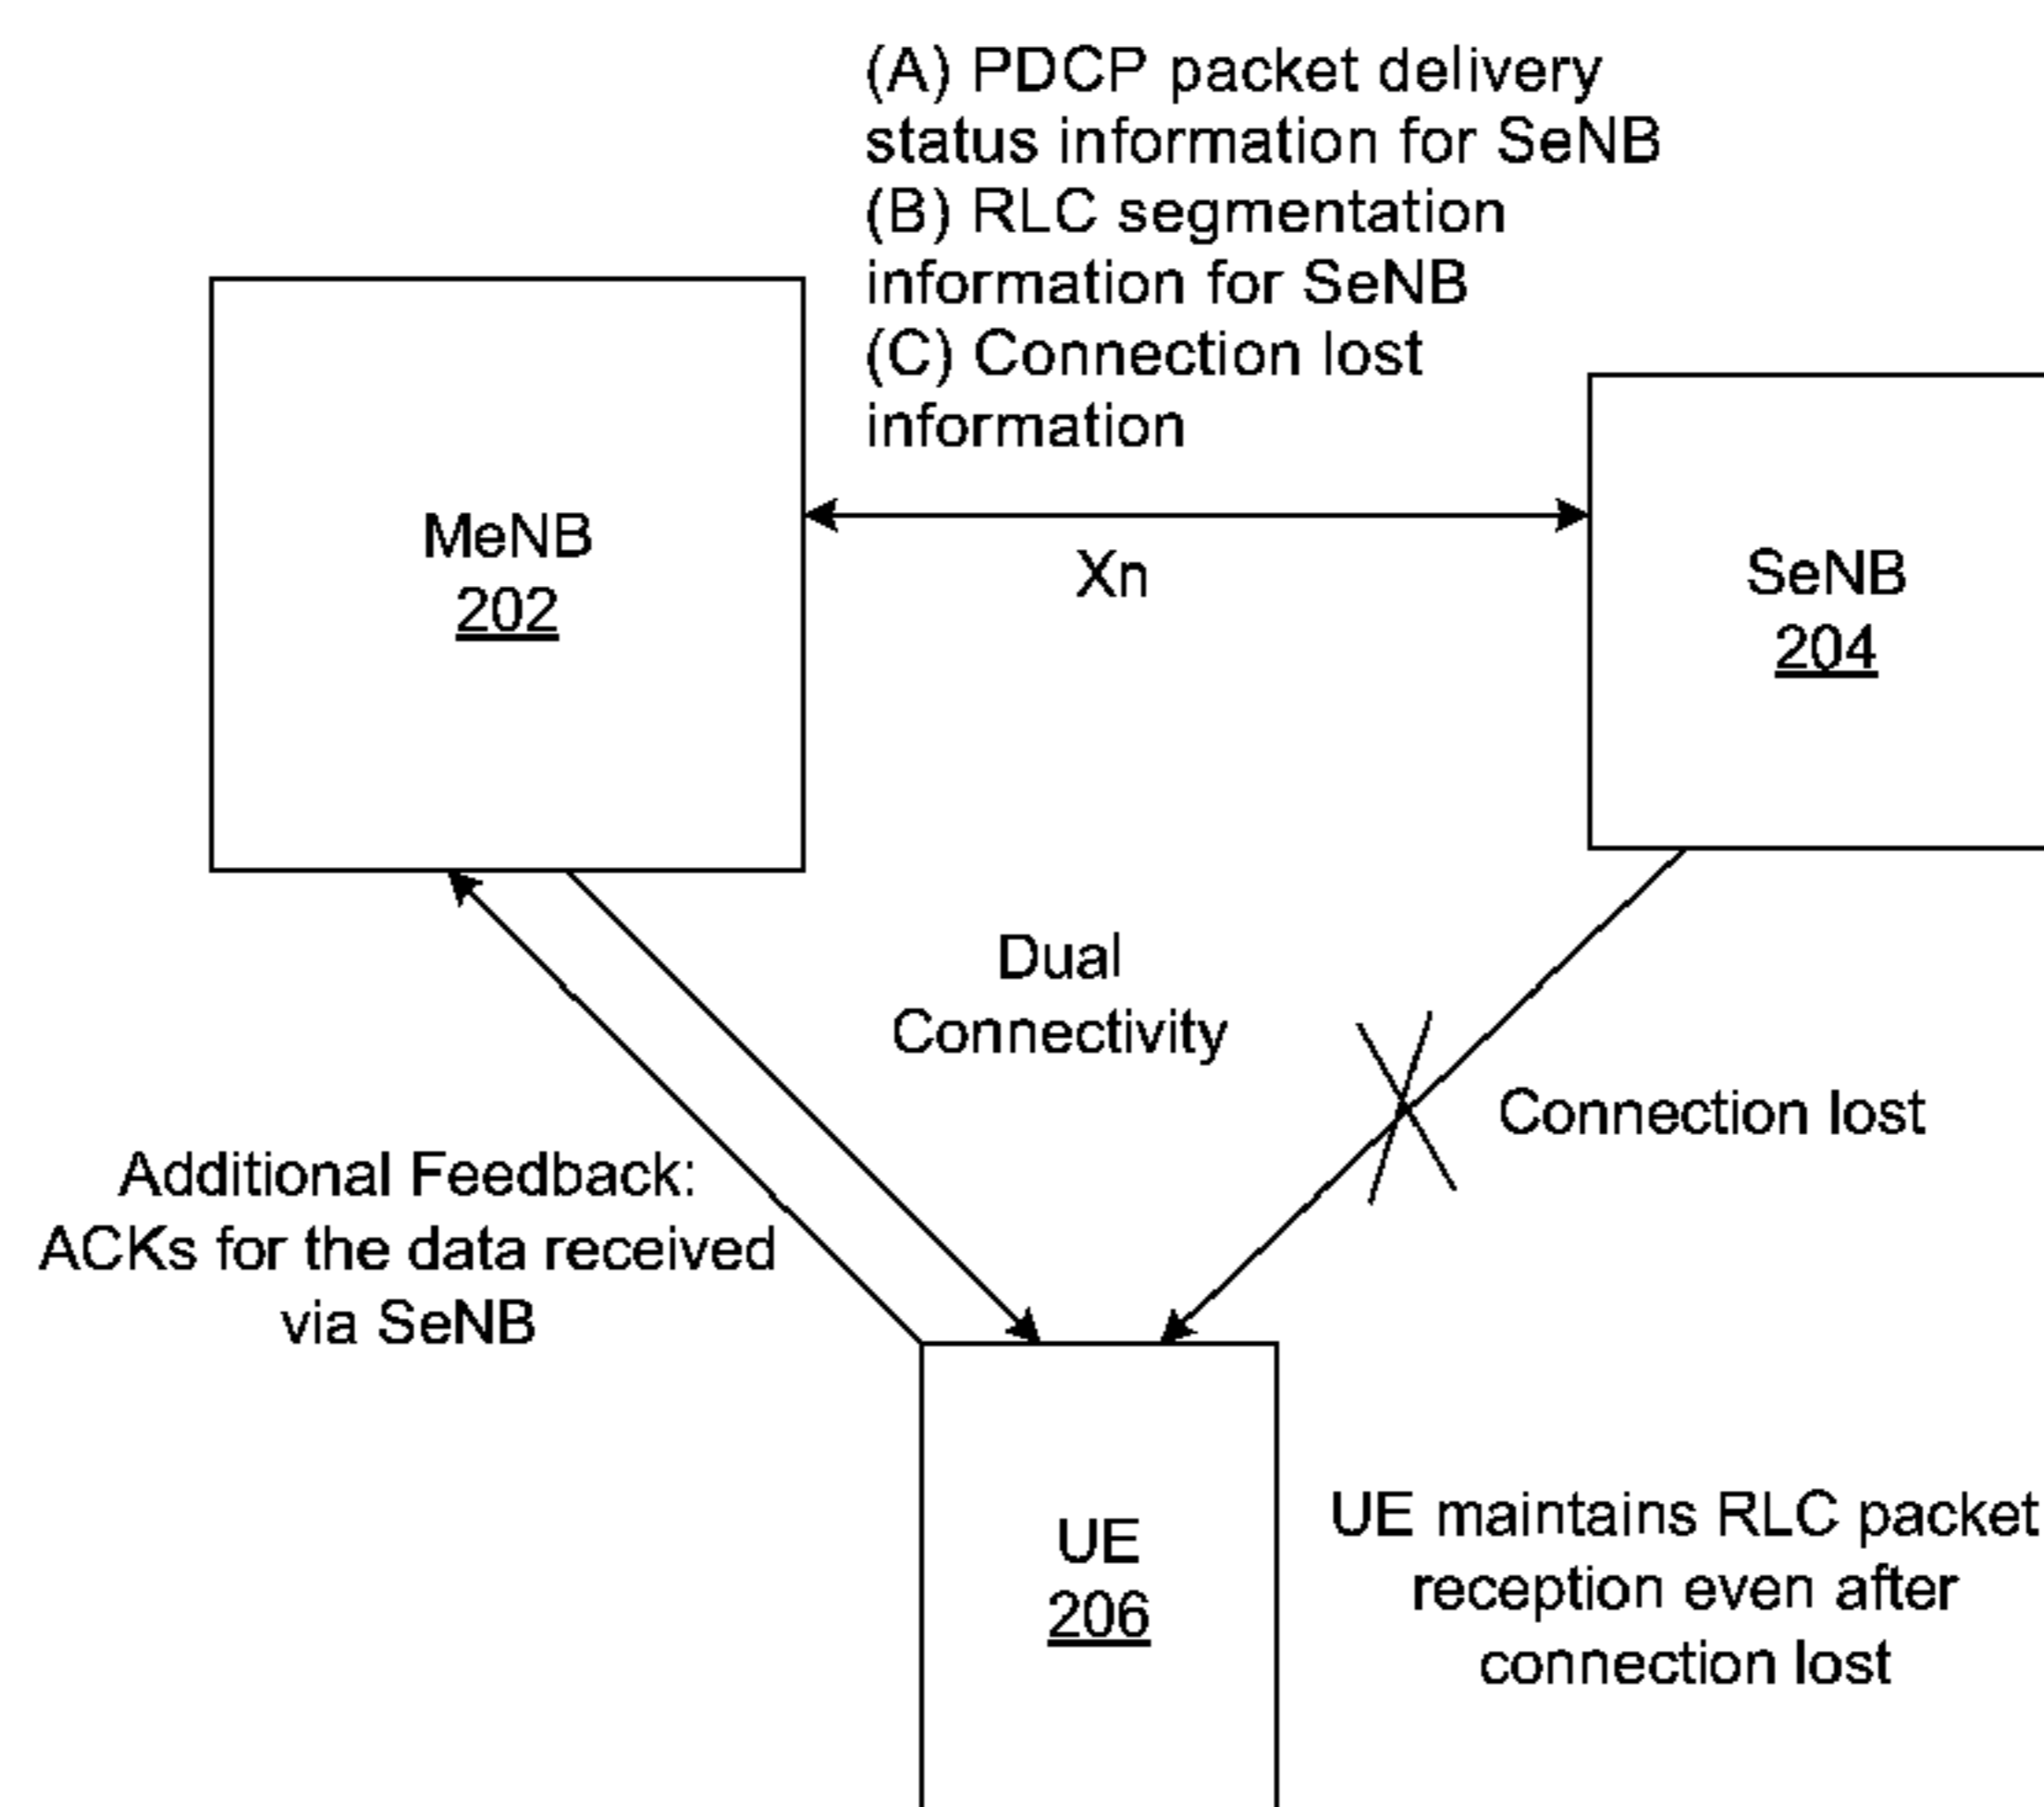 (A) PDCP packet delivery
status information for SeNB
(B) RLC segmentation
information for SeNB
(C) Connection lost
information
MeNB
202
Xn
SeNB
204
Dual
Connectivity
Connection lost
Additional Feedback:
ACKs for the data received
via SeNB
UE
206
UE maintains RLC packet
reception even after
connection lost